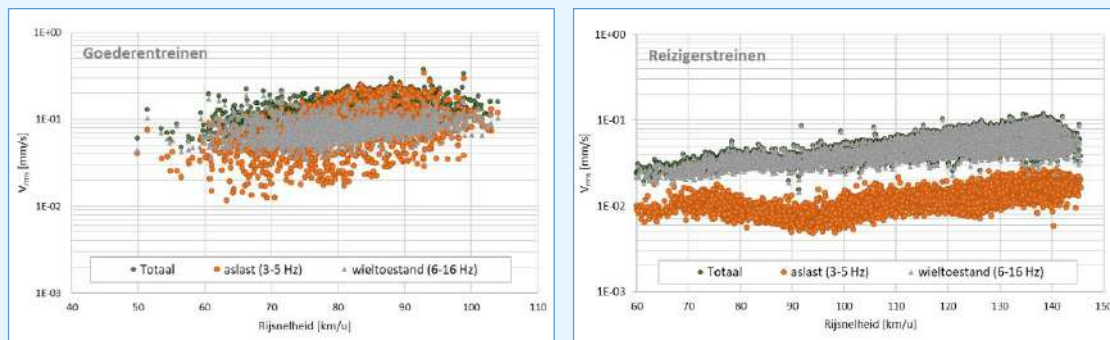 Goederentreinen
1E+00
1E-01
1E-02
1E-03
Vrms [mm/s]
Totaal aslast (3-5 Hz) wieltoestand (6-16 Hz)
40 50 60 70 80 90 100 110
Rijsnelheid [km/u]
Reizigerstreinen
1E+00
1E-01
1E-02
1E-03
Vrms [mm/s]
Totaal aslast (3-5 Hz) wieltoestand (6-16 Hz)
60 70 80 90 100 110 120 130 140 150
Rijsnelheid [km/u]